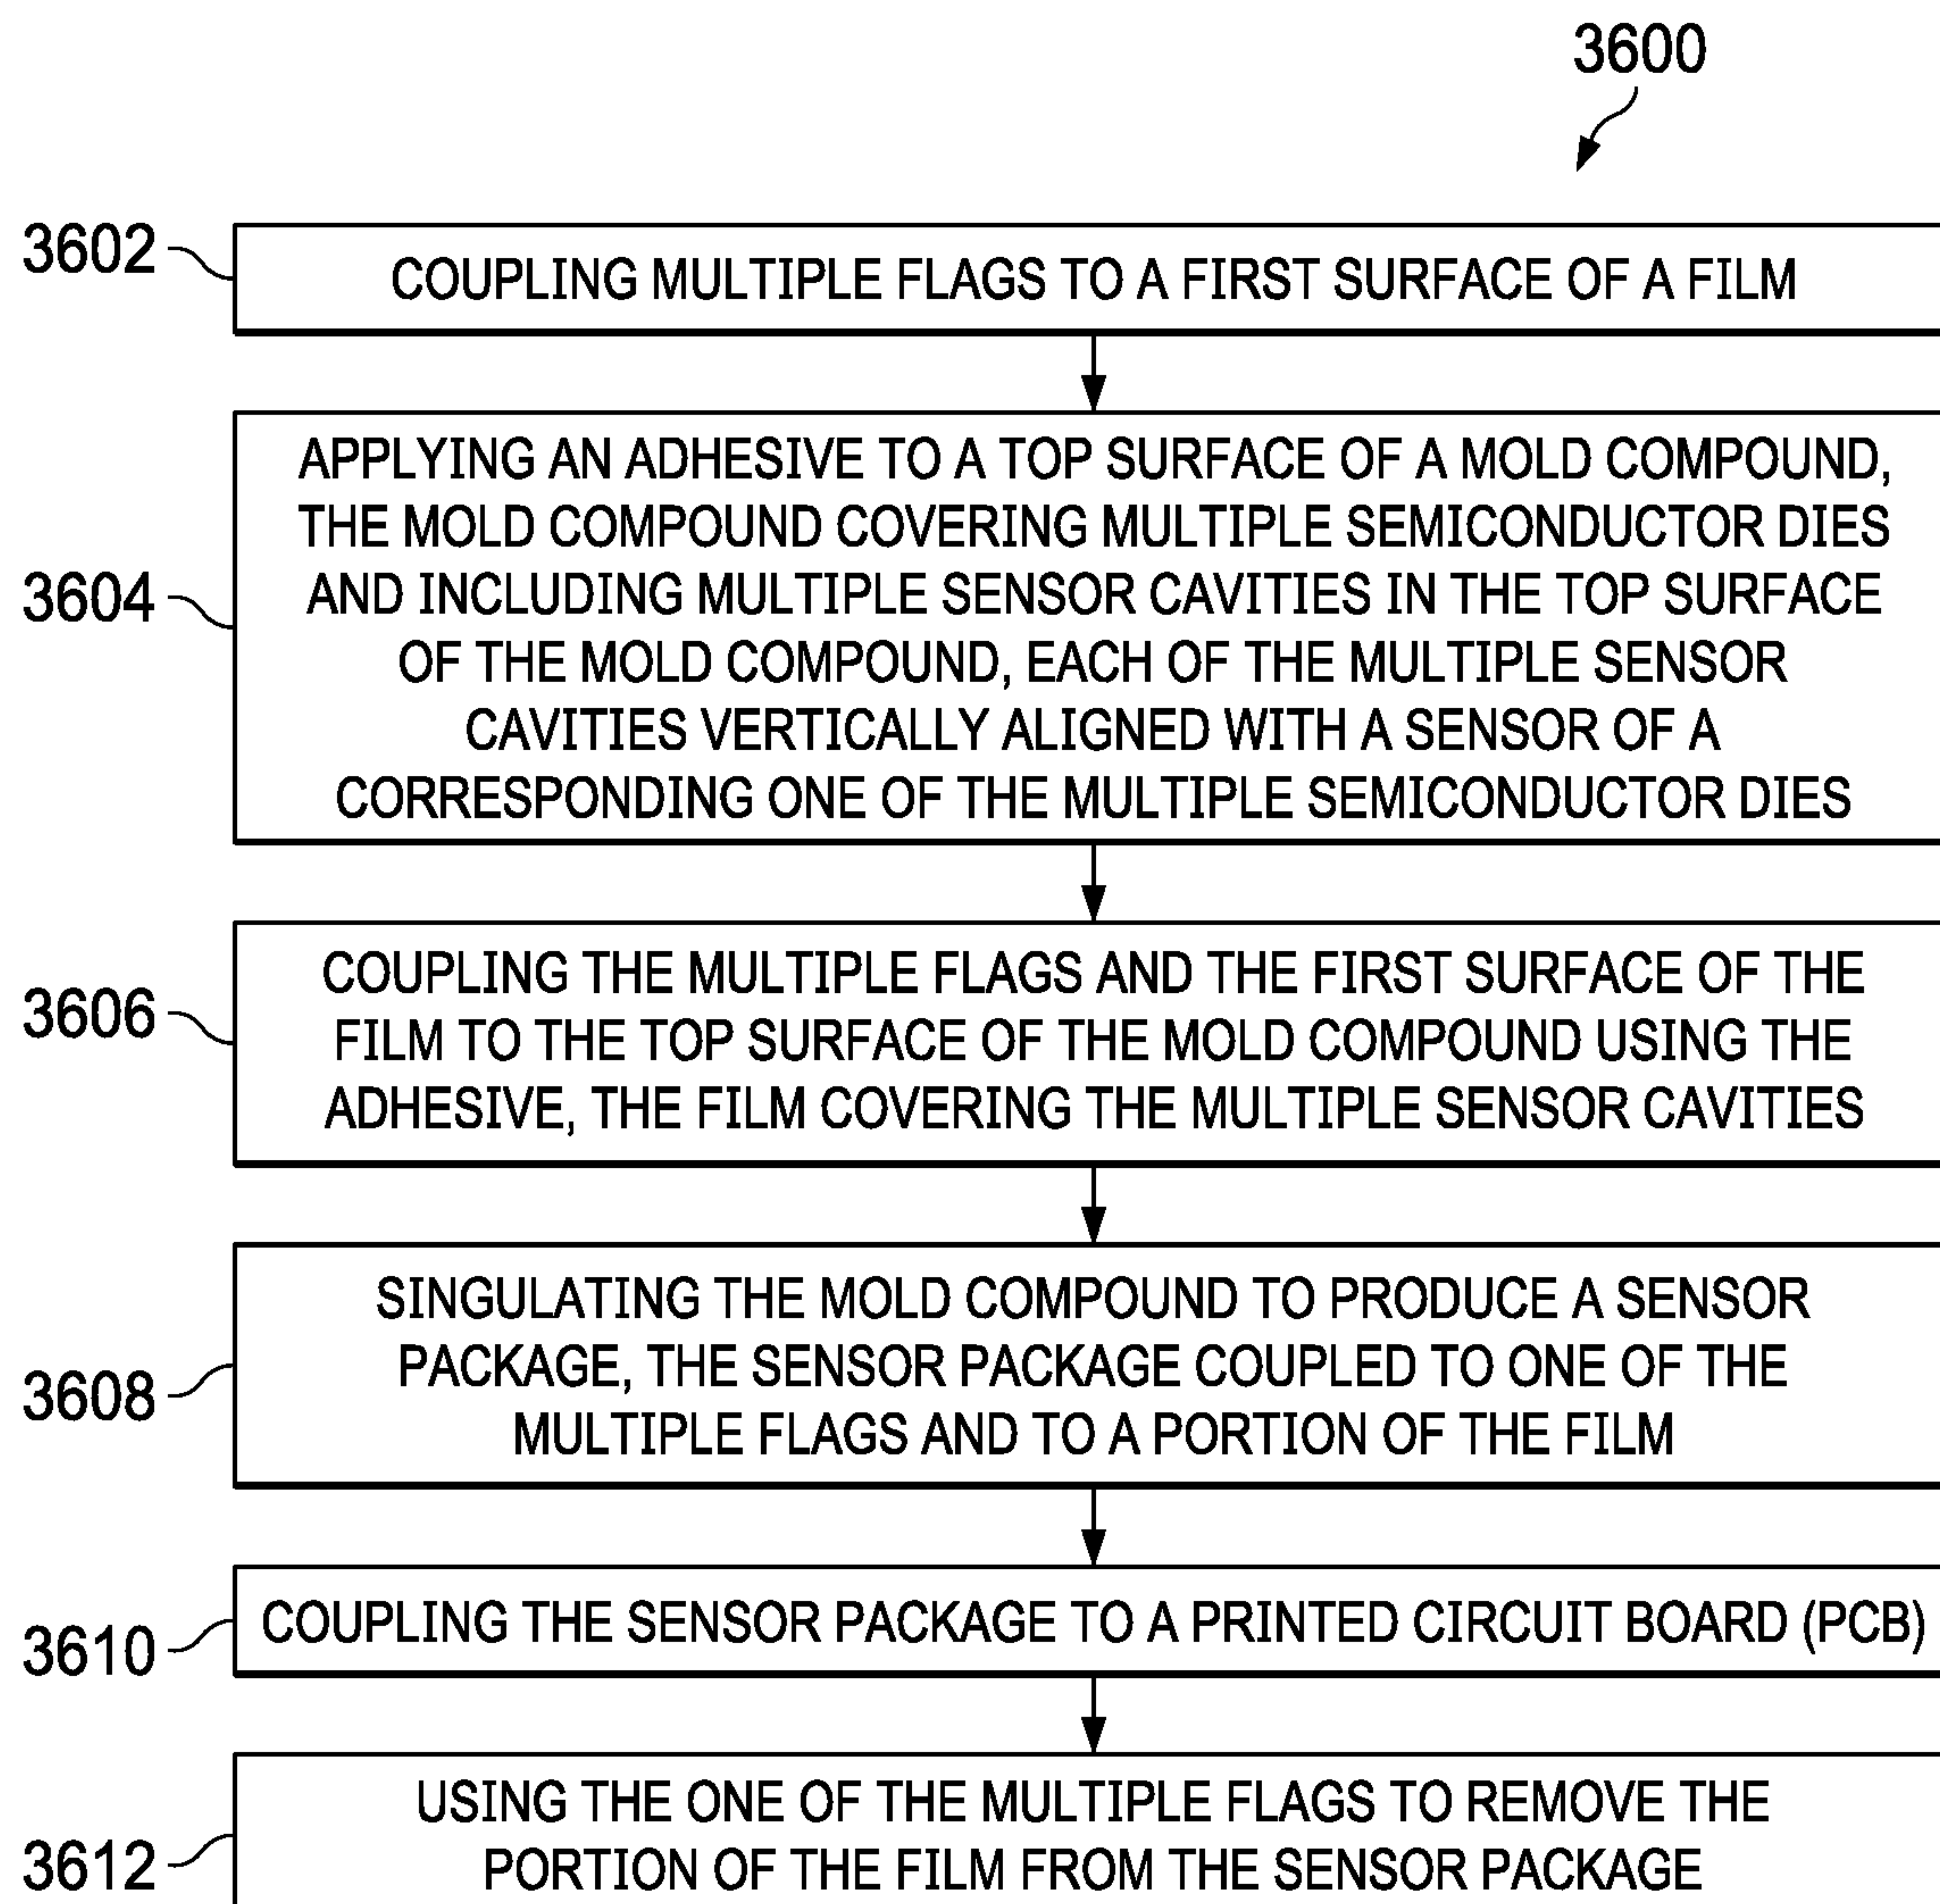 3600
3602
COUPLING MULTIPLE FLAGS TO A FIRST SURFACE OF A FILM
3604
APPLYING AN ADHESIVE TO A TOP SURFACE OF A MOLD COMPOUND,
THE MOLD COMPOUND COVERING MULTIPLE SEMICONDUCTOR DIES
AND INCLUDING MULTIPLE SENSOR CAVITIES IN THE TOP SURFACE
OF THE MOLD COMPOUND, EACH OF THE MULTIPLE SENSOR
CAVITIES VERTICALLY ALIGNED WITH A SENSOR OF A
CORRESPONDING ONE OF THE MULTIPLE SEMICONDUCTOR DIES
3606
COUPLING THE MULTIPLE FLAGS AND THE FIRST SURFACE OF THE
FILM TO THE TOP SURFACE OF THE MOLD COMPOUND USING THE
ADHESIVE, THE FILM COVERING THE MULTIPLE SENSOR CAVITIES
3608
SINGULATING THE MOLD COMPOUND TO PRODUCE A SENSOR
PACKAGE, THE SENSOR PACKAGE COUPLED TO ONE OF THE
MULTIPLE FLAGS AND TO A PORTION OF THE FILM
3610
COUPLING THE SENSOR PACKAGE TO A PRINTED CIRCUIT BOARD (PCB)
3612
USING THE ONE OF THE MULTIPLE FLAGS TO REMOVE THE
PORTION OF THE FILM FROM THE SENSOR PACKAGE